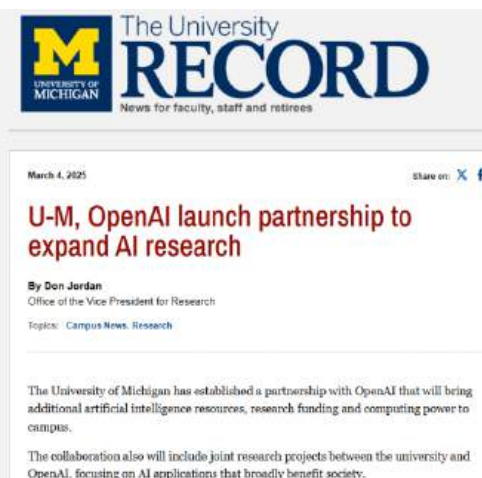 The University
RECORD
M
UNIVERSITY OF
MICHIGAN
News for faculty, staff and retirees
March 4, 2025
Share on: X f
U-M, OpenAI launch partnership to
expand AI research
By Dan Jordan
Office of the Vice President for Research
Topics: Campus News, Research
The University of Michigan has established a partnership with OpenAI that will bring
additional artificial intelligence resources, research funding and computing power to
campus.
The collaboration also will include joint research projects between the university and
OpenAI, focusing on AI applications that broadly benefit society.